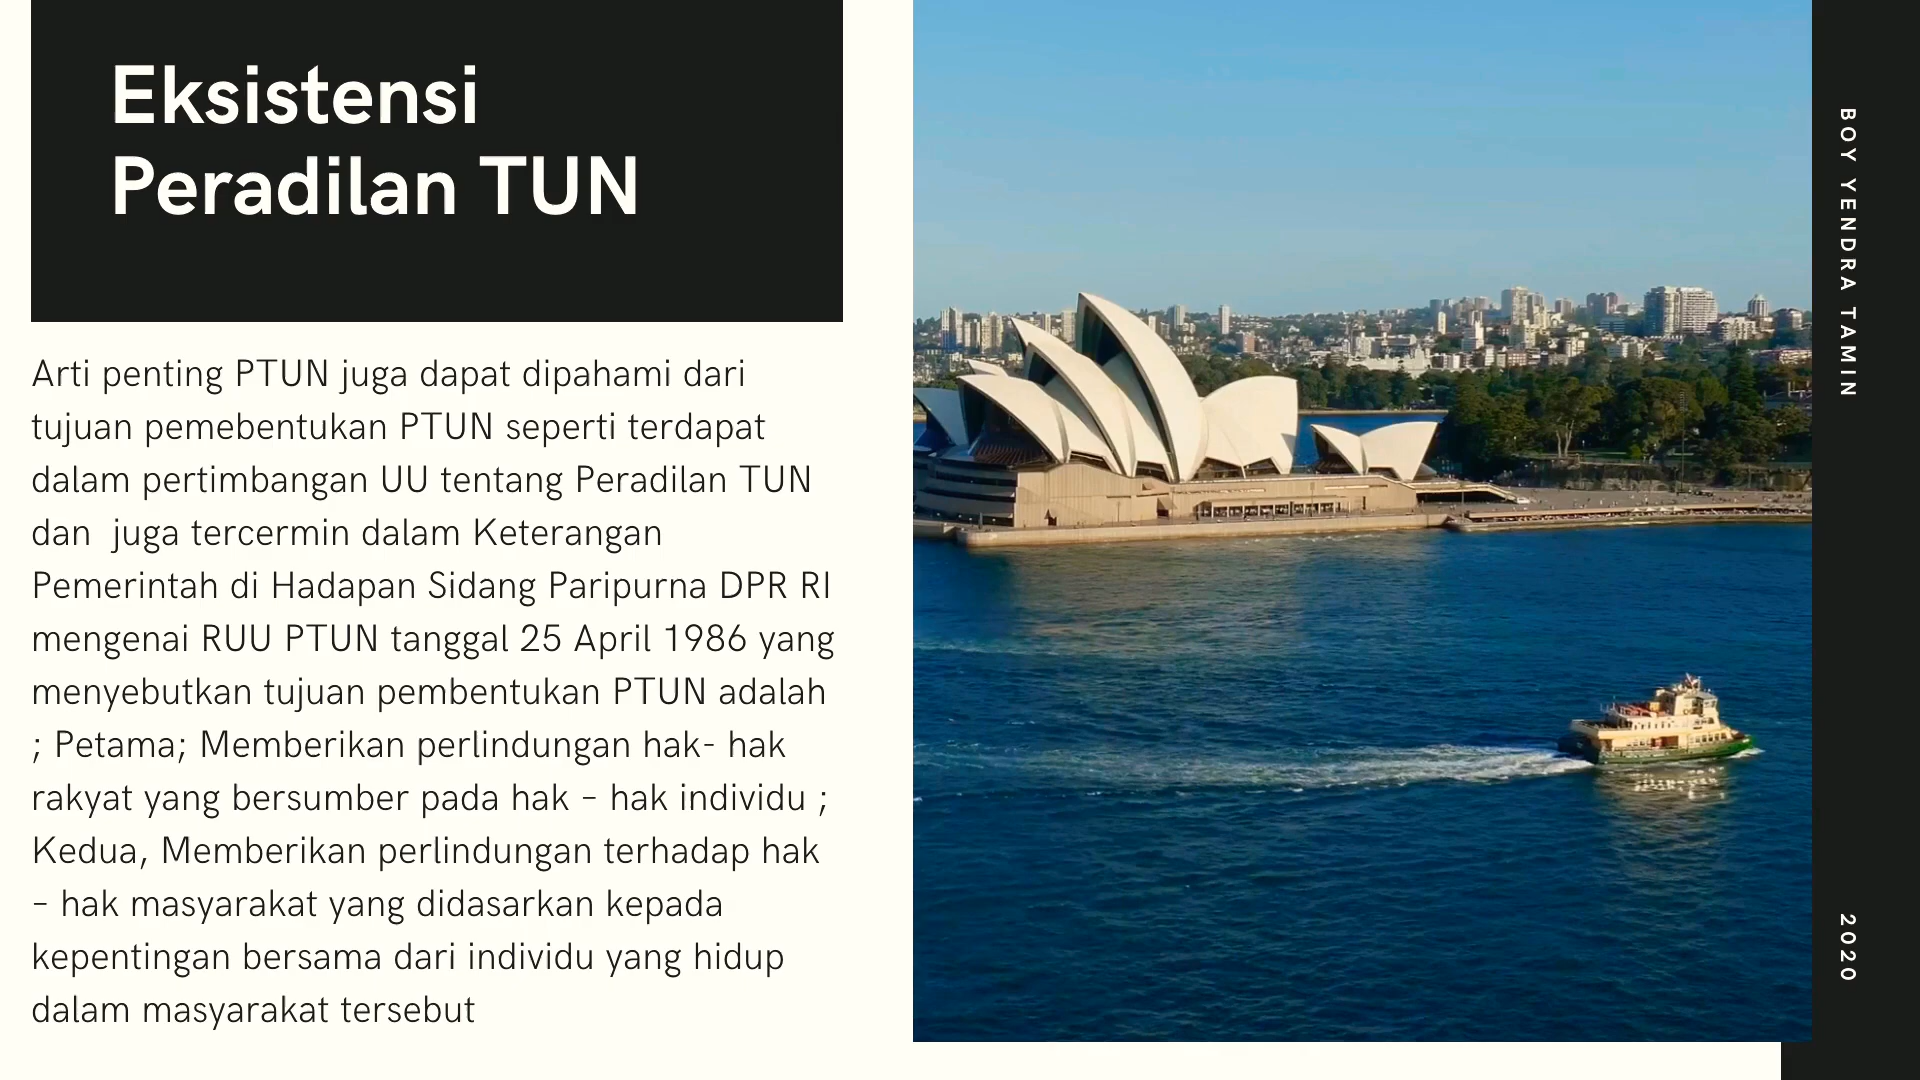 Eksistensi
Peradilan TUN
Arti penting PTUN juga dapat dipahami dari
tujuan pemebentukan PTUN seperti terdapat
dalam pertimbangan UU tentang Peradilan TUN
dan  juga tercermin dalam Keterangan
Pemerintah di Hadapan Sidang Paripurna DPR RI
mengenai RUU PTUN tanggal 25 April 1986 yang
menyebutkan tujuan pembentukan PTUN adalah
; Petama; Memberikan perlindungan hak- hak
rakyat yang bersumber pada hak – hak individu ;
Kedua, Memberikan perlindungan terhadap hak
– hak masyarakat yang didasarkan kepada
kepentingan bersama dari individu yang hidup
dalam masyarakat tersebut
BOY YENDRA TAMIN
2020